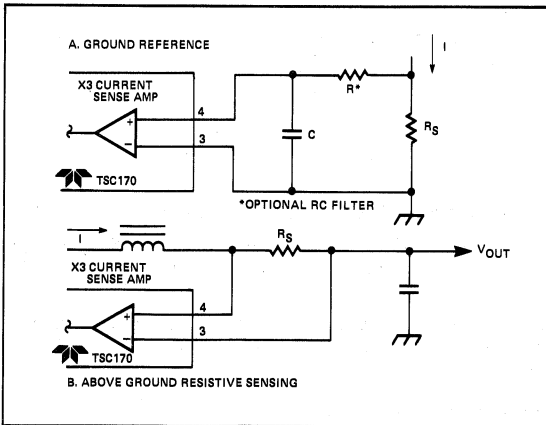 A. GROUND REFERENCE
I
X3 CURRENT
SENSE AMP
R*
4
+
3
−
C
RS
TSC170
*OPTIONAL RC FILTER
I
RS
VOUT
X3 CURRENT
SENSE AMP
4
+
3
−
TSC170
B. ABOVE GROUND RESISTIVE SENSING